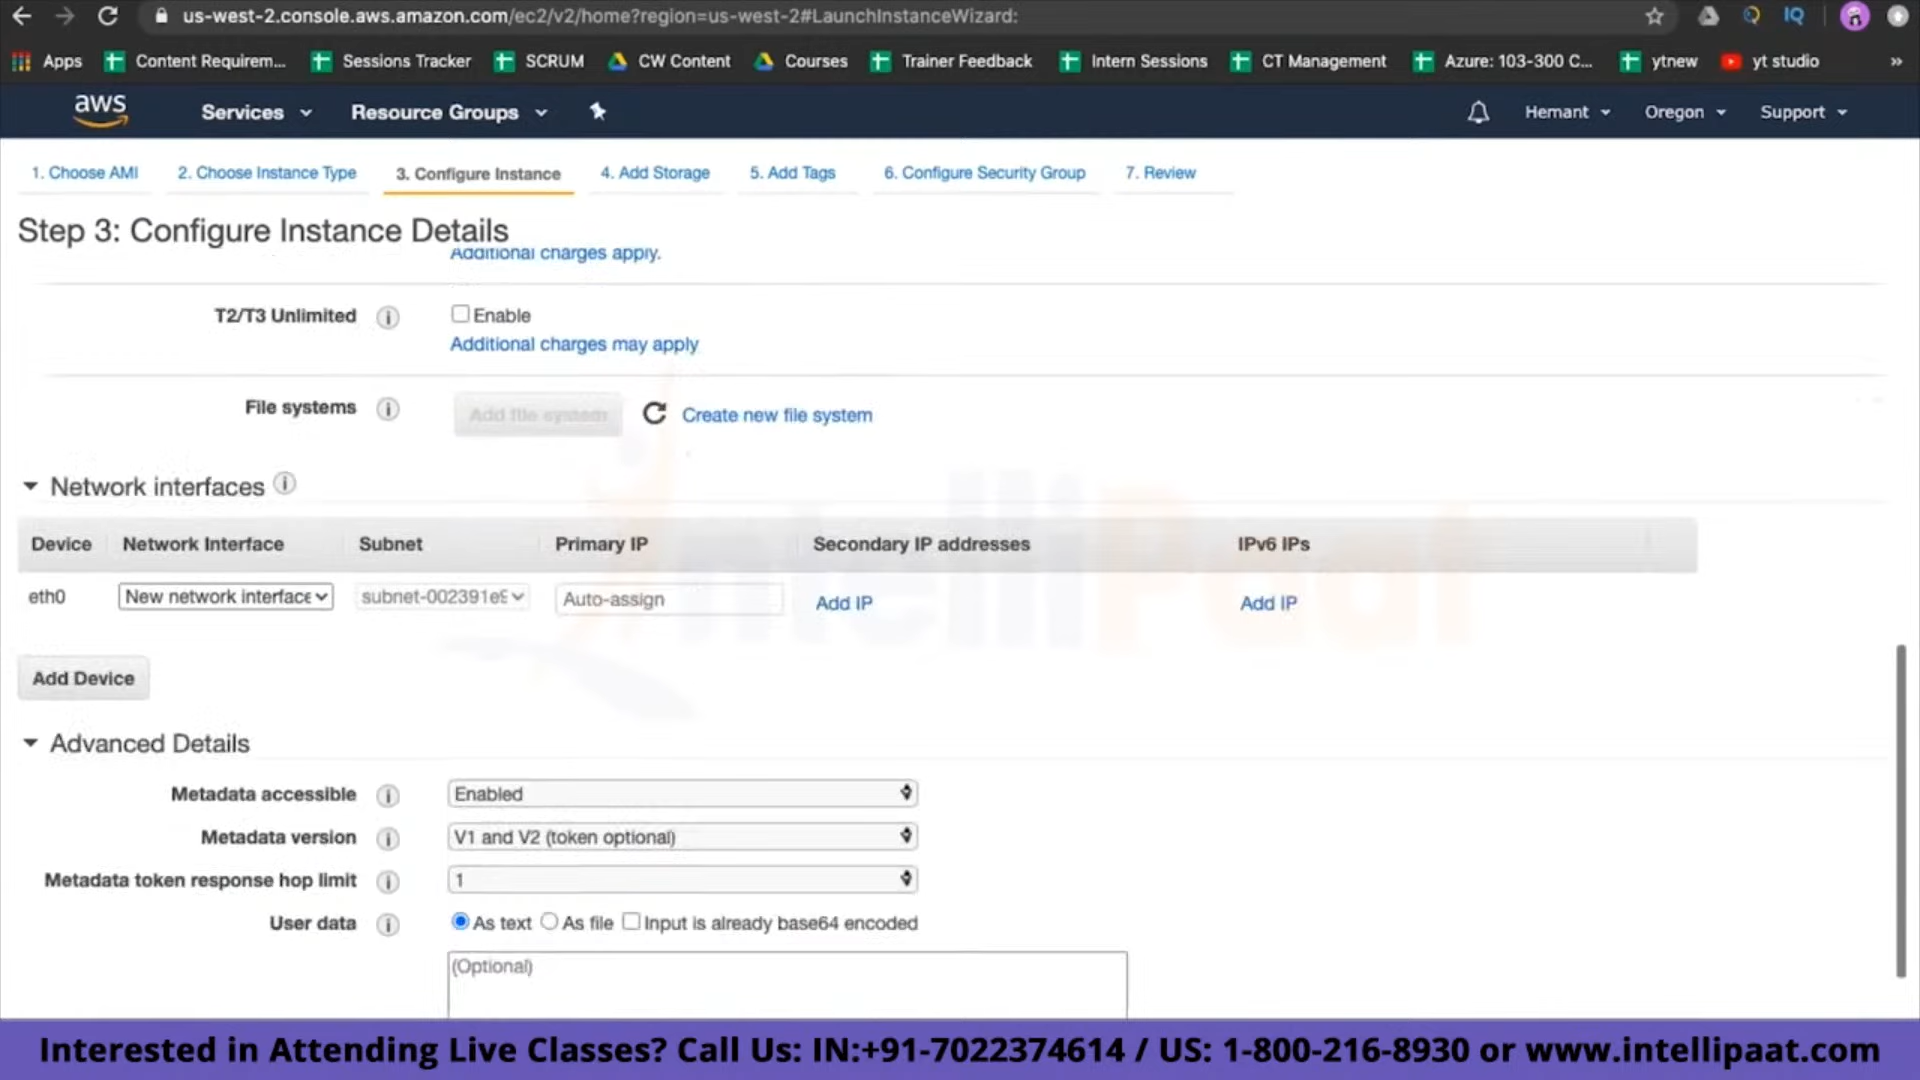 us-west-2.console.aws.amazon.com/ec2/v2/home?region=us-west-2#LaunchInstanceWizard:
IQ
Apps Content Requirem... Sessions Tracker SCRUM CW Content Courses Trainer Feedback Intern Sessions CT Management Azure: 103-300 C... ytnew yt studio »
aws Services Resource Groups Hemant Oregon Support
1. Choose AMI 2. Choose Instance Type 3. Configure Instance 4. Add Storage 5. Add Tags 6. Configure Security Group 7. Review
Step 3: Configure Instance Details
Additional charges apply.
T2/T3 Unlimited i Enable
Additional charges may apply
File systems i Add file system Create new file system
Network interfaces i
Device Network Interface Subnet Primary IP Secondary IP addresses IPv6 IPs
eth0 New network interface subnet-002391e9 Auto-assign Add IP Add IP
IntelliPaat
Add Device
Advanced Details
Metadata accessible i Enabled
Metadata version i V1 and V2 (token optional)
Metadata token response hop limit i 1
User data i As text As file Input is already base64 encoded
(Optional)
Interested in Attending Live Classes? Call Us: IN:+91-7022374614 / US: 1-800-216-8930 or www.intellipaat.com